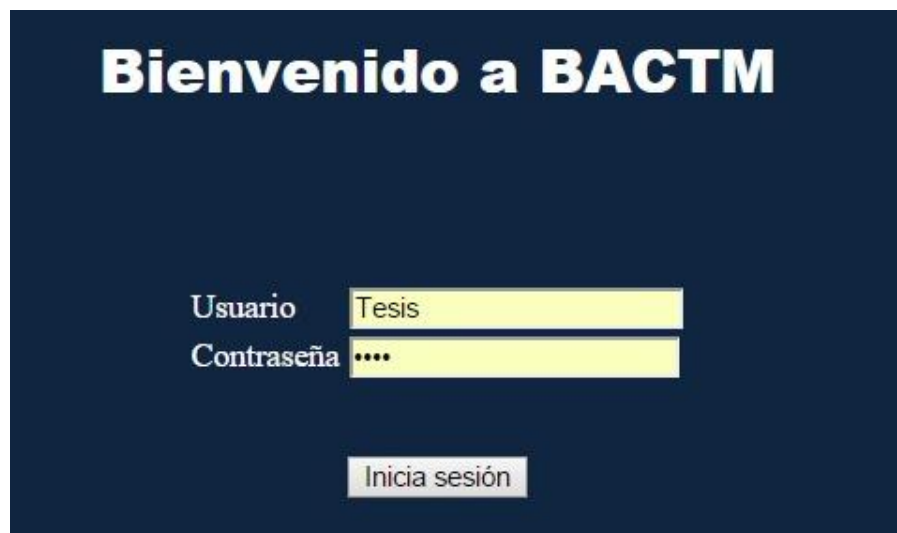 Bienvenido a BACTM
Usuario Tesis
Contraseña ••••
Inicia sesión